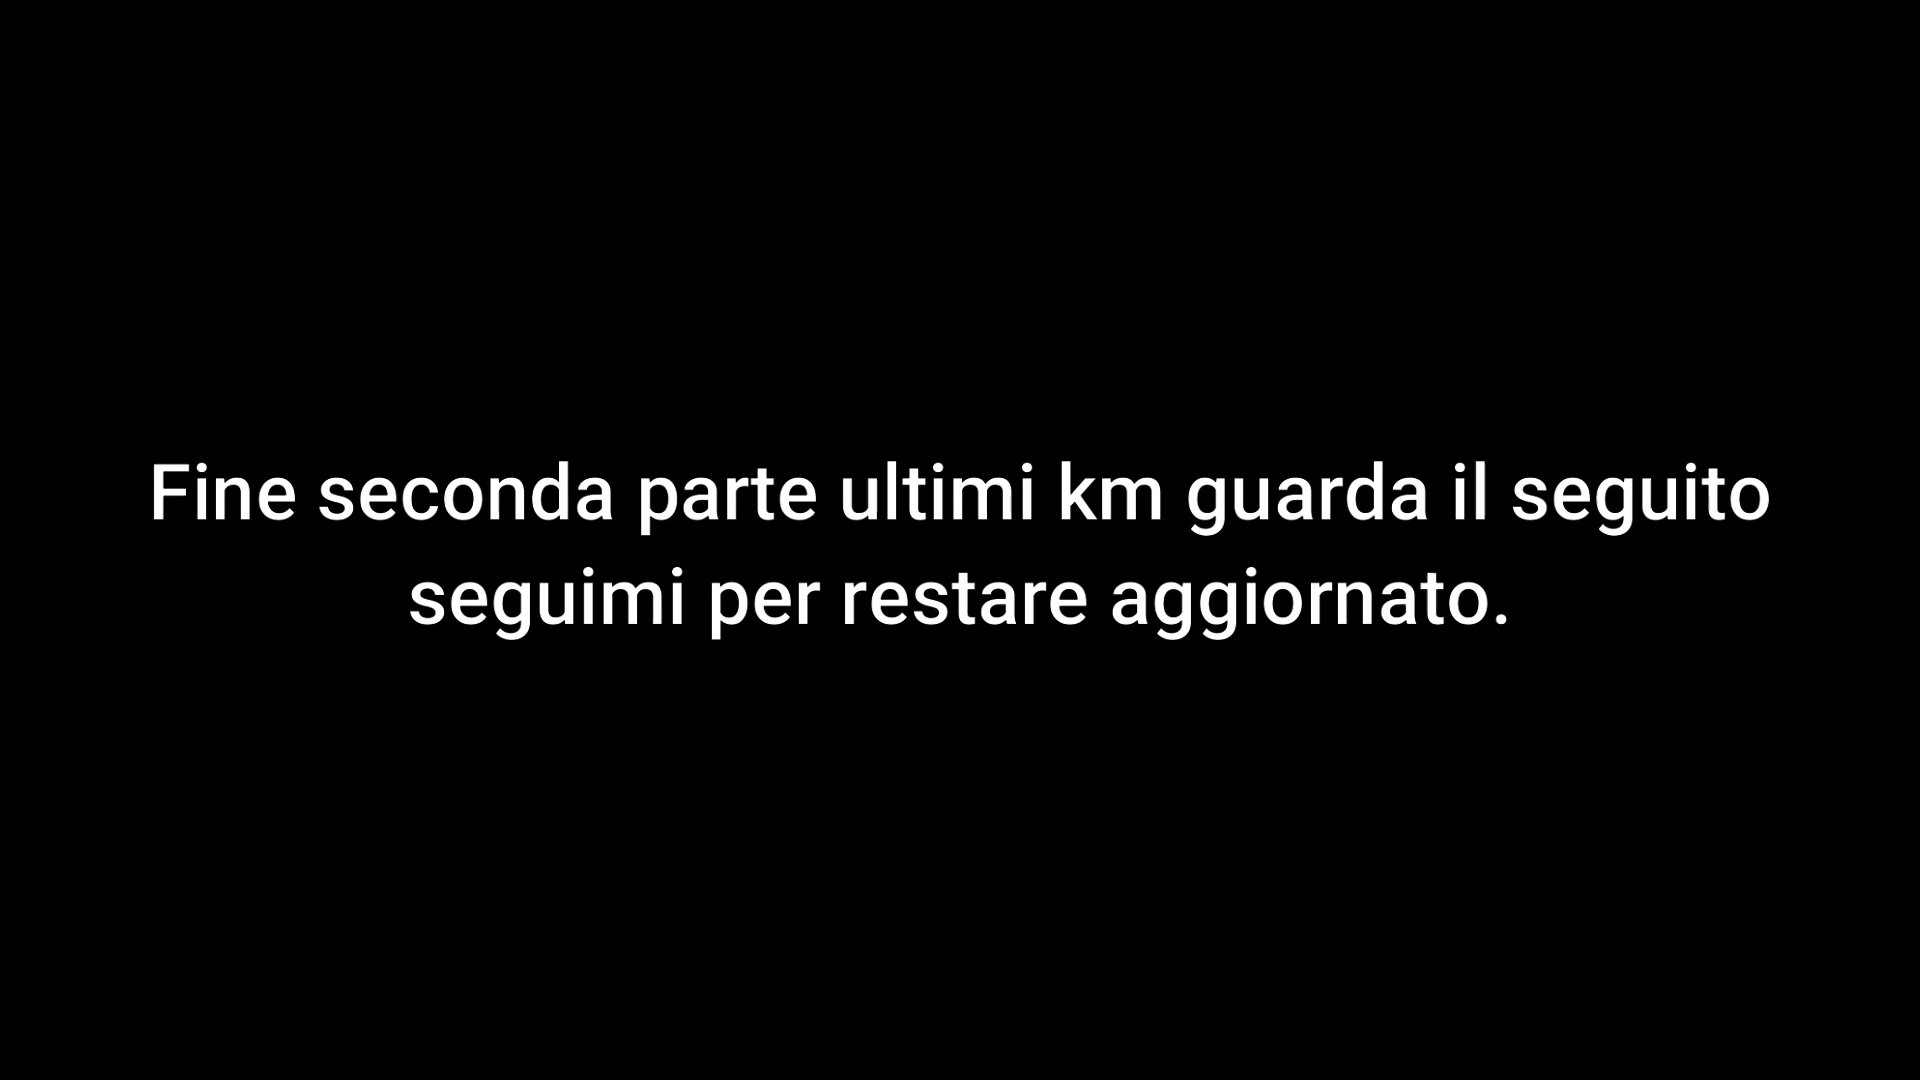 Fine seconda parte ultimi km guarda il seguito
seguimi per restare aggiornato.